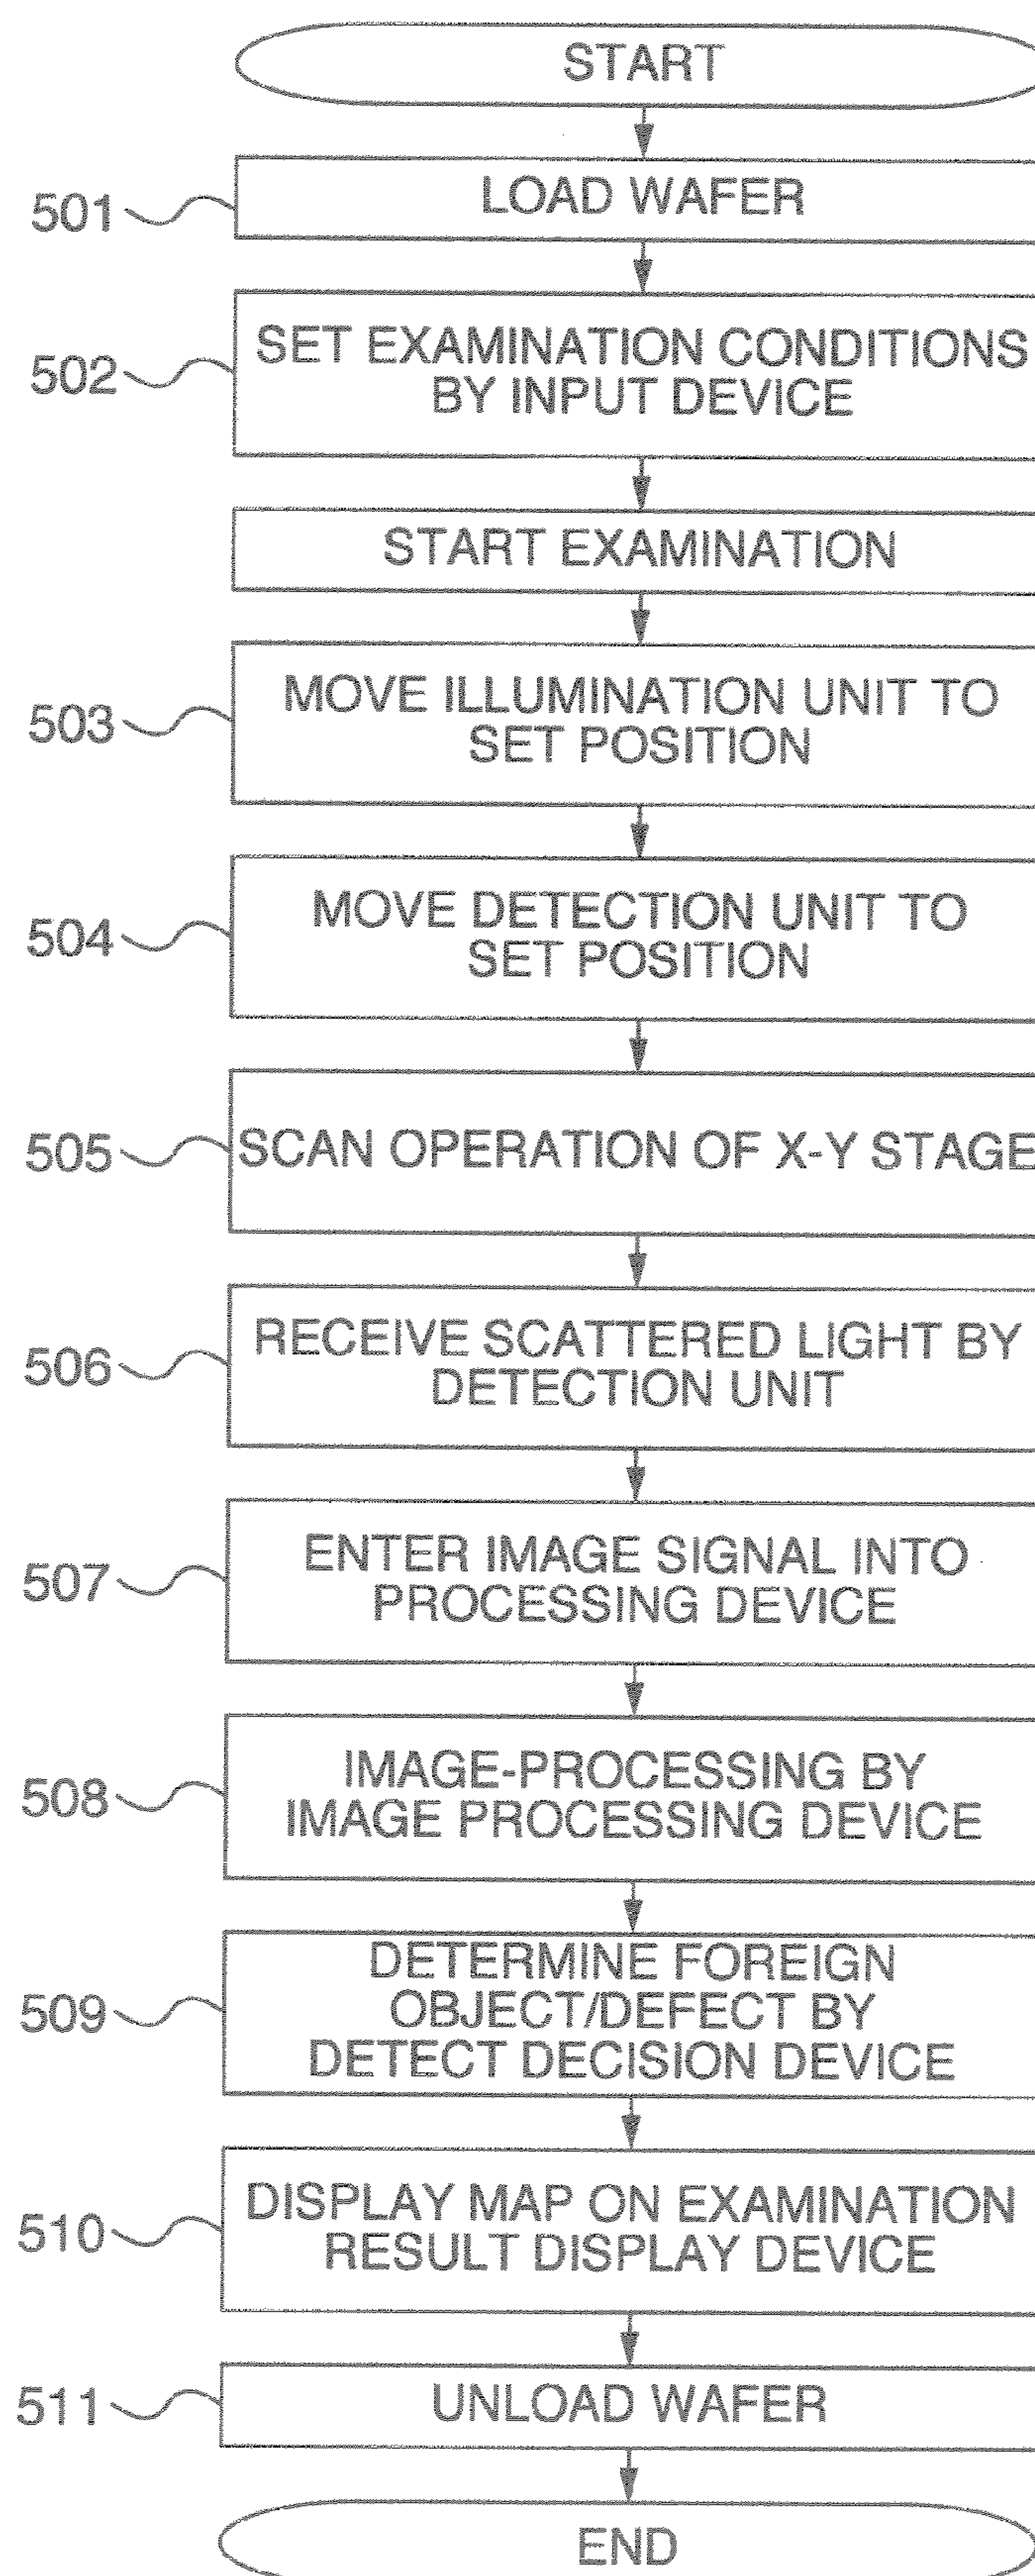 START
501
LOAD WAFER
502
SET EXAMINATION CONDITIONS
BY INPUT DEVICE
START EXAMINATION
503
MOVE ILLUMINATION UNIT TO
SET POSITION
504
MOVE DETECTION UNIT TO
SET POSITION
505
SCAN OPERATION OF X-Y STAGE
506
RECEIVE SCATTERED LIGHT BY
DETECTION UNIT
507
ENTER IMAGE SIGNAL INTO
PROCESSING DEVICE
508
IMAGE-PROCESSING BY
IMAGE PROCESSING DEVICE
509
DETERMINE FOREIGN
OBJECT/DEFECT BY
DETECT DECISION DEVICE
510
DISPLAY MAP ON EXAMINATION
RESULT DISPLAY DEVICE
511
UNLOAD WAFER
END